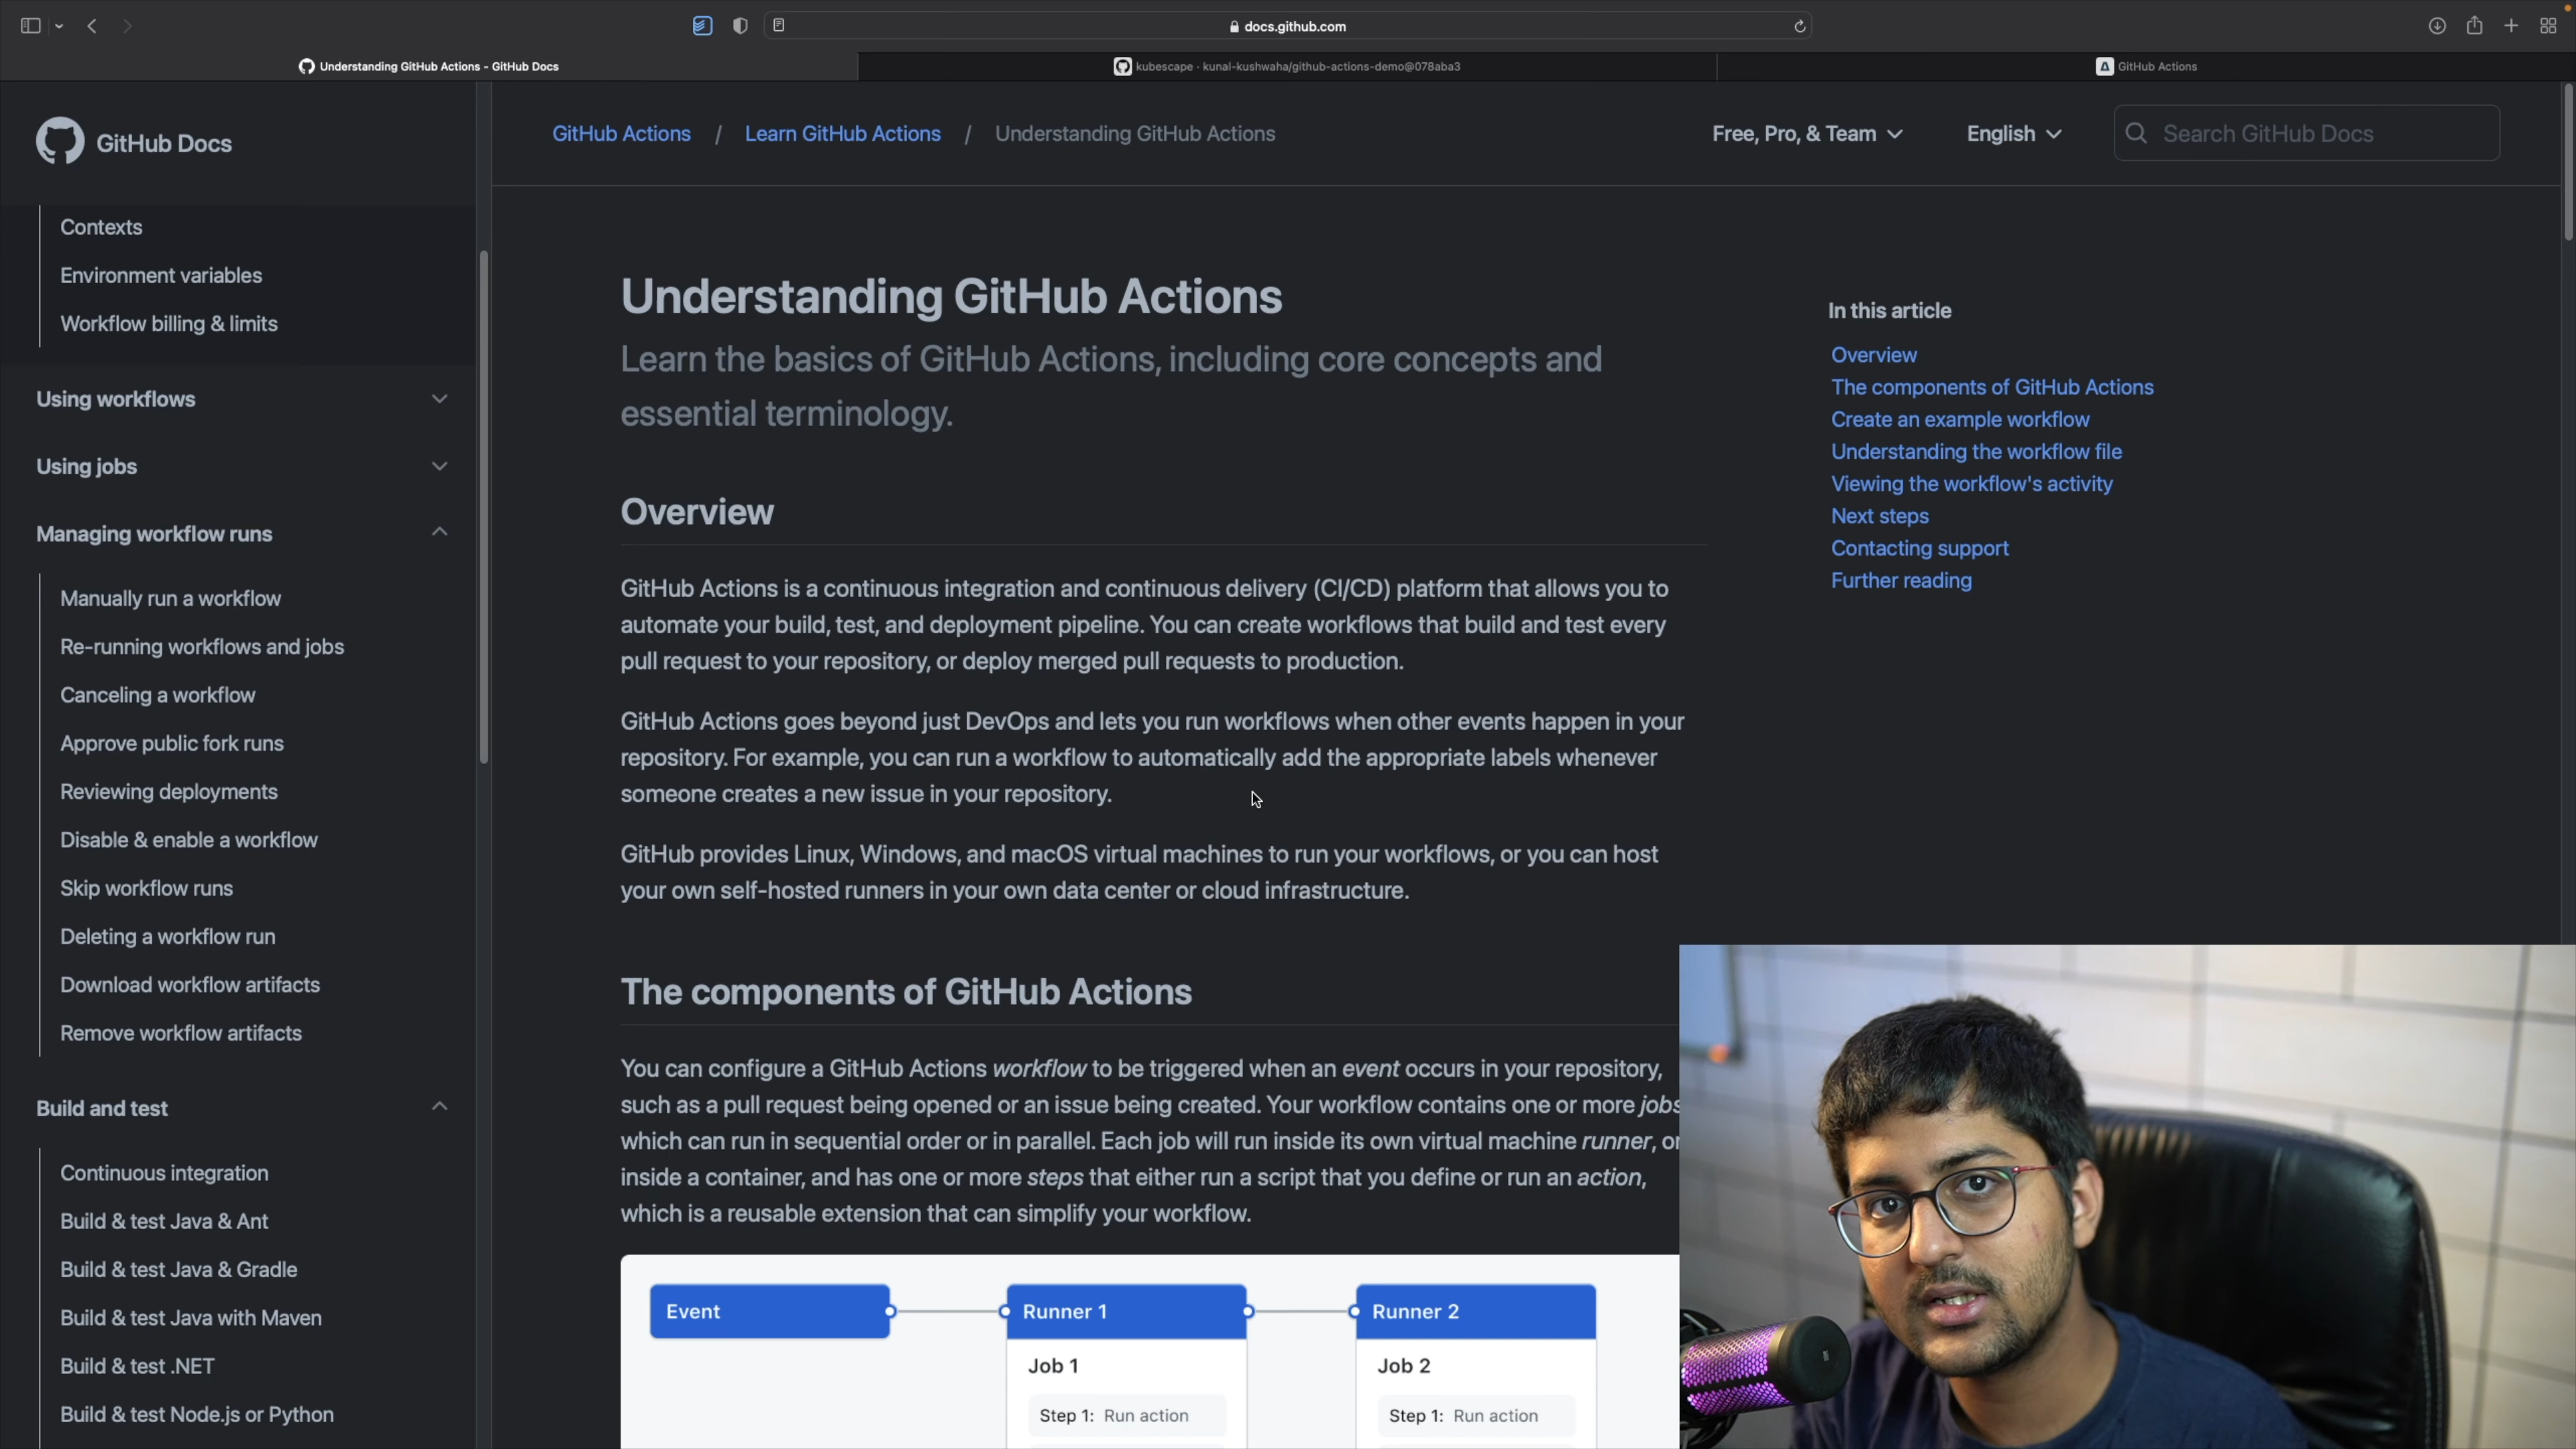 docs.github.com
Understanding GitHub Actions - GitHub Docs
kubescape · kunal-kushwaha/github-actions-demo@078aba3
GitHub Actions
GitHub Docs
GitHub Actions / Learn GitHub Actions / Understanding GitHub Actions
Free, Pro, & Team
English
Search GitHub Docs
Contexts
Environment variables
Workflow billing & limits
Using workflows
Using jobs
Managing workflow runs
Manually run a workflow
Re-running workflows and jobs
Canceling a workflow
Approve public fork runs
Reviewing deployments
Disable & enable a workflow
Skip workflow runs
Deleting a workflow run
Download workflow artifacts
Remove workflow artifacts
Build and test
Continuous integration
Build & test Java & Ant
Build & test Java & Gradle
Build & test Java with Maven
Build & test .NET
Build & test Node.js or Python
Understanding GitHub Actions
Learn the basics of GitHub Actions, including core concepts and
essential terminology.
Overview
GitHub Actions is a continuous integration and continuous delivery (CI/CD) platform that allows you to
automate your build, test, and deployment pipeline. You can create workflows that build and test every
pull request to your repository, or deploy merged pull requests to production.
GitHub Actions goes beyond just DevOps and lets you run workflows when other events happen in your
repository. For example, you can run a workflow to automatically add the appropriate labels whenever
someone creates a new issue in your repository.
GitHub provides Linux, Windows, and macOS virtual machines to run your workflows, or you can host
your own self-hosted runners in your own data center or cloud infrastructure.
The components of GitHub Actions
You can configure a GitHub Actions workflow to be triggered when an event occurs in your repository,
such as a pull request being opened or an issue being created. Your workflow contains one or more jobs
which can run in sequential order or in parallel. Each job will run inside its own virtual machine runner, or
inside a container, and has one or more steps that either run a script that you define or run an action,
which is a reusable extension that can simplify your workflow.
Event
Runner 1
Runner 2
Job 1
Job 2
Step 1: Run action
Step 1: Run action
In this article
Overview
The components of GitHub Actions
Create an example workflow
Understanding the workflow file
Viewing the workflow's activity
Next steps
Contacting support
Further reading